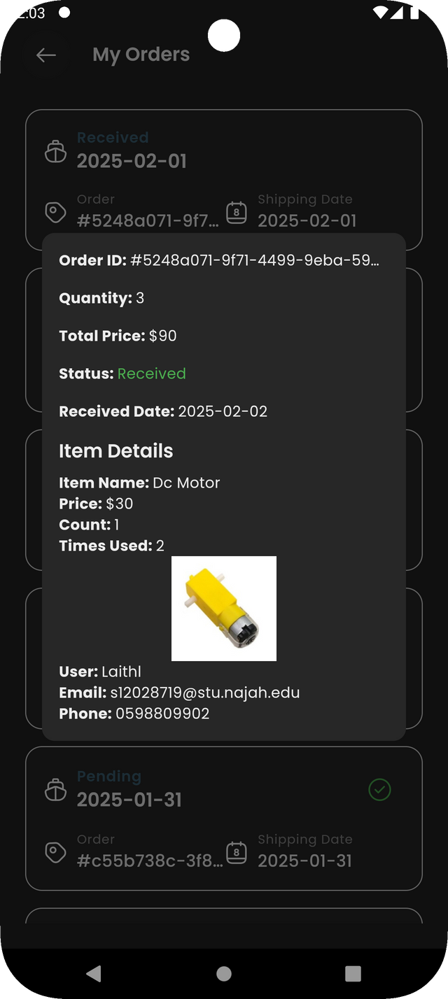 :03
My Orders
Received
2025-02-01
Order
#5248a071-9f7...
Shipping Date
8
2025-02-01
Order ID: #5248a071-9f71-4499-9eba-59...
Quantity: 3
Total Price: $90
Status: Received
Received Date: 2025-02-02
Item Details
Item Name: Dc Motor
Price: $30
Count: 1
Times Used: 2
User: Laithl
Email: s12028719@stu.najah.edu
Phone: 0598809902
Pending
2025-01-31
Order
#c55b738c-3f8...
Shipping Date
8
2025-01-31